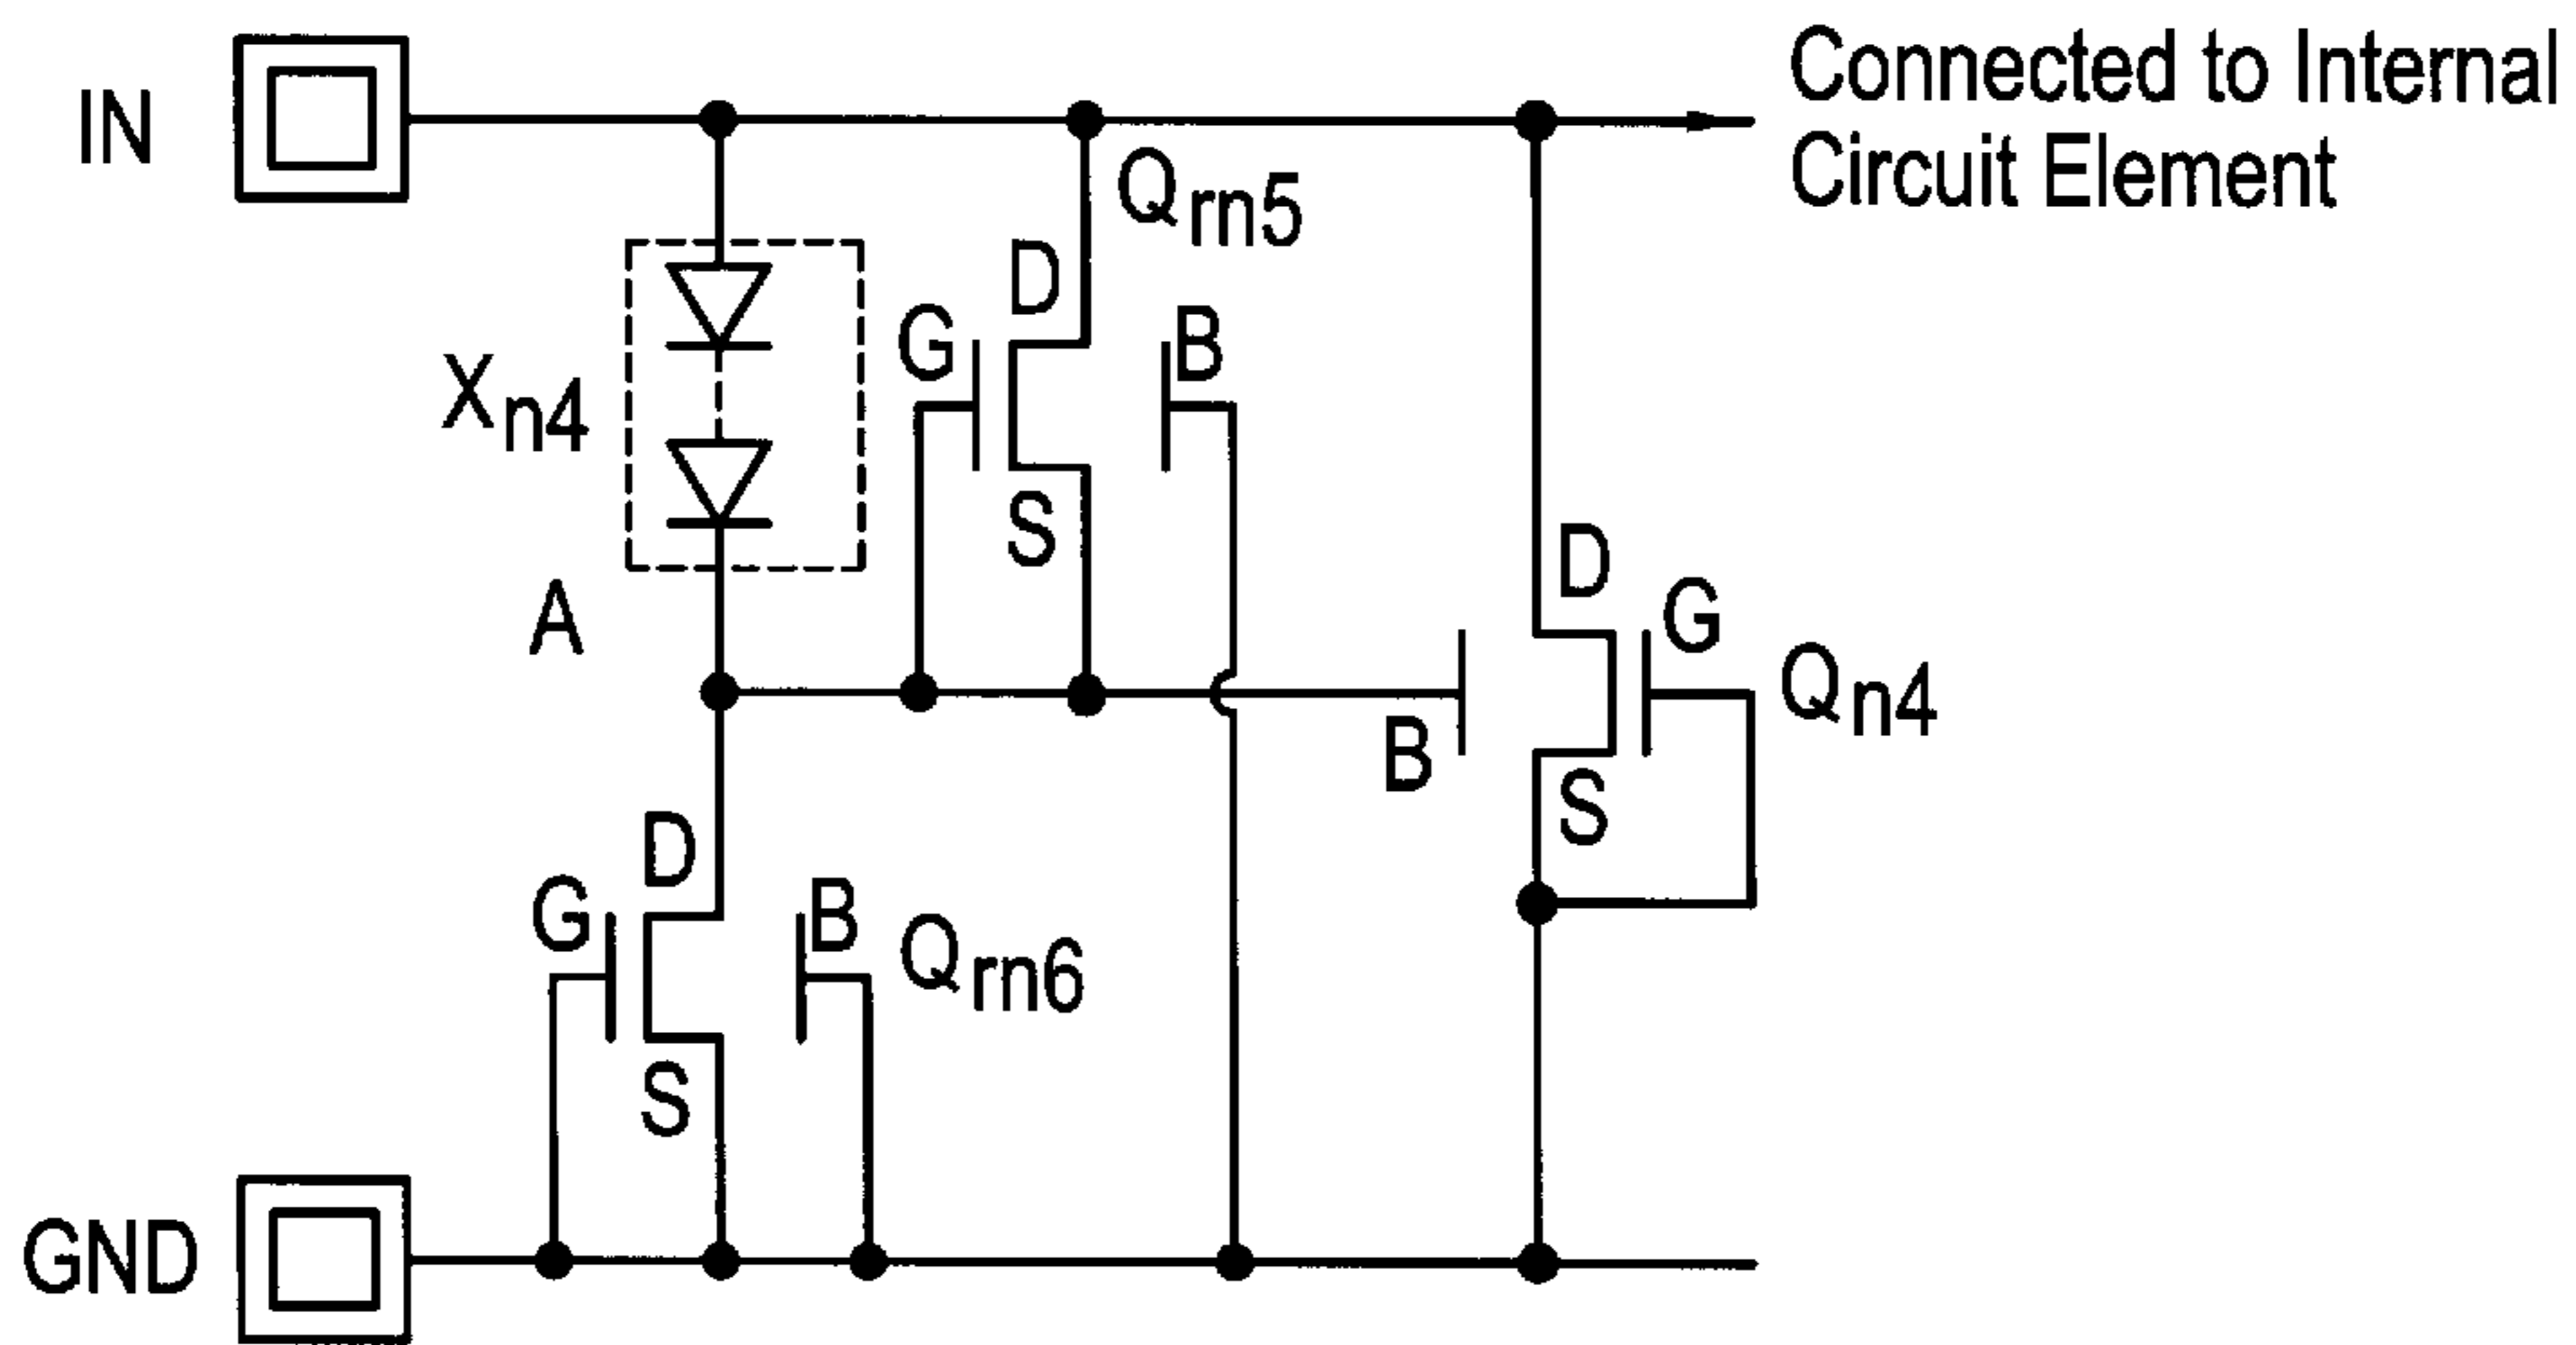 IN
Connected to Internal
Circuit Element
Qrn5
D
G
B
Xn4
S
A
D
G
Qn4
B
S
D
G
B
Qrn6
S
GND